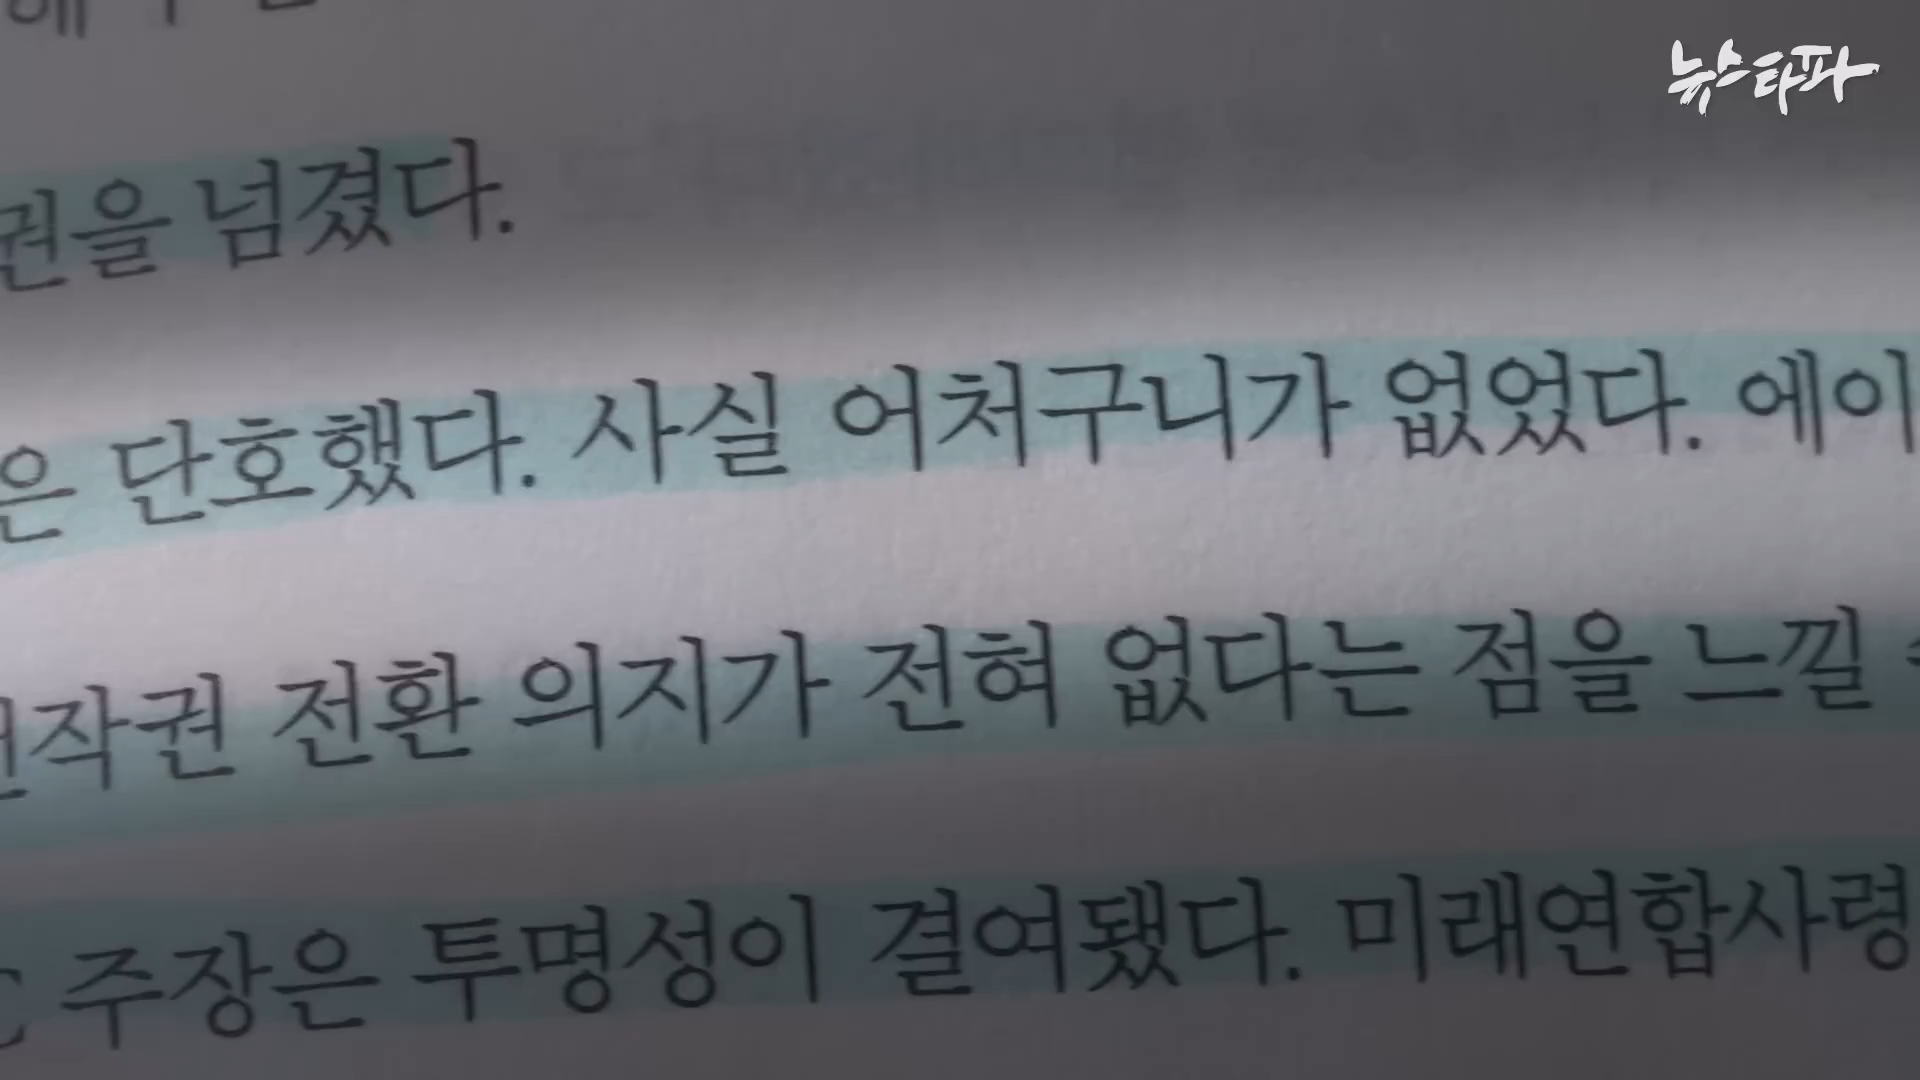 뉴스타파
권을 넘겼다.
은 단호했다. 사실 어처구니가 없었다. 에이
작권 전환 의지가 전혀 없다는 점을 느낄
주장은 투명성이 결여됐다. 미래연합사령